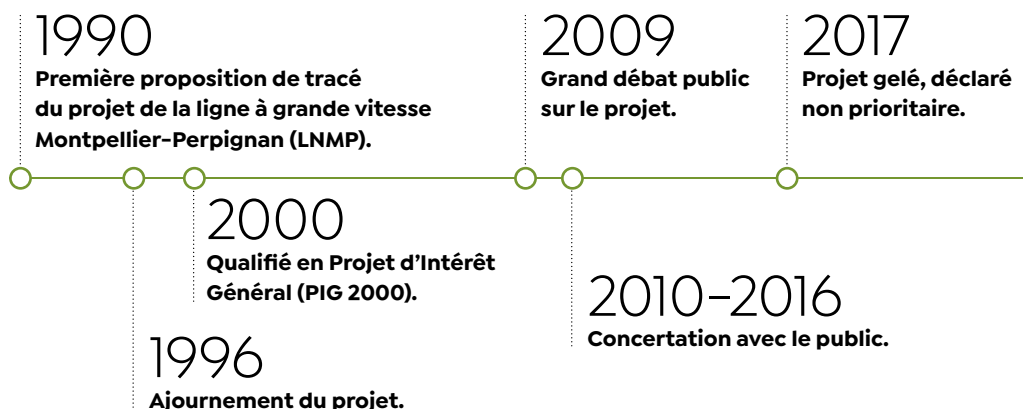 1990
Première proposition de tracé
du projet de la ligne à grande vitesse
Montpellier-Perpignan (LNMP).
1996
Ajournement du projet.
2000
Qualifié en Projet d’Intérêt
Général (PIG 2000).
2009
Grand débat public
sur le projet.
2010-2016
Concertation avec le public.
2017
Projet gelé, déclaré
non prioritaire.